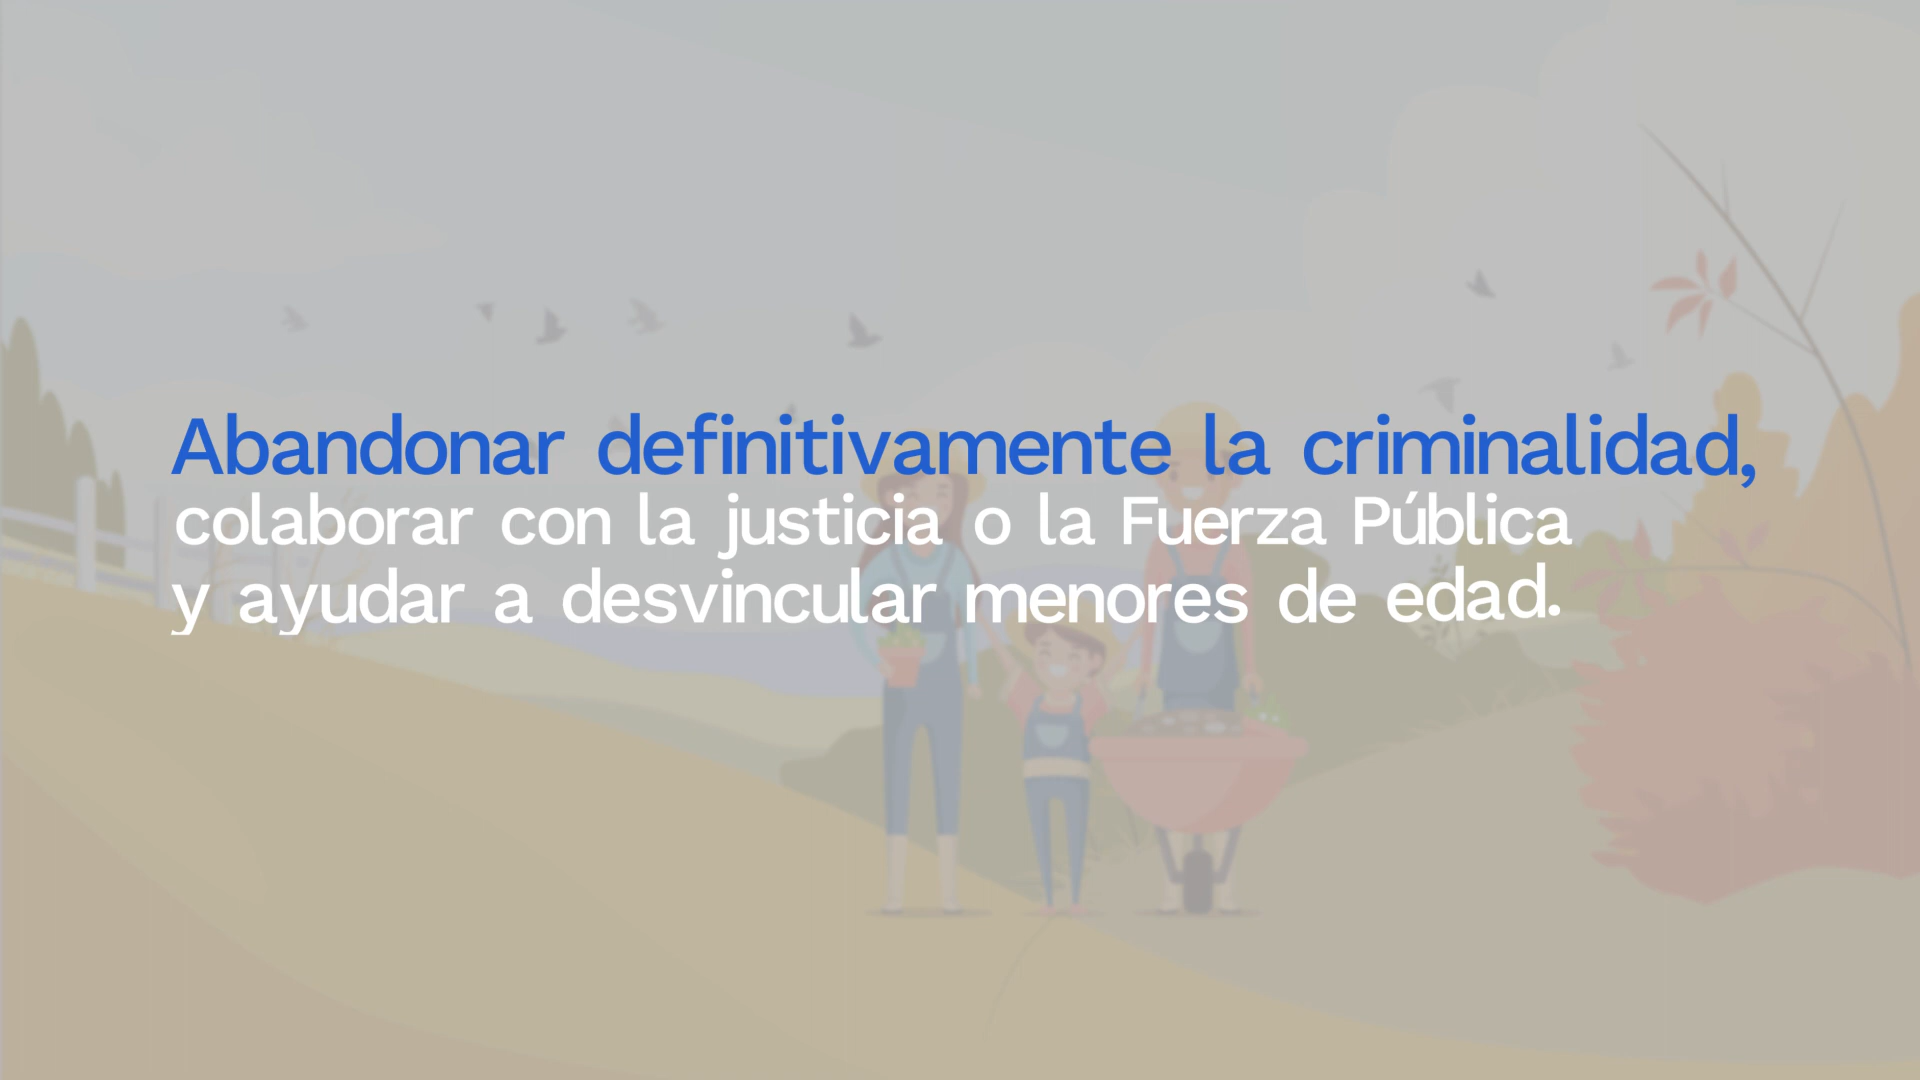 Abandonar definitivamente la criminalidad,
colaborar con la justicia o la Fuerza Pública
y ayudar a desvincular menores de edad.